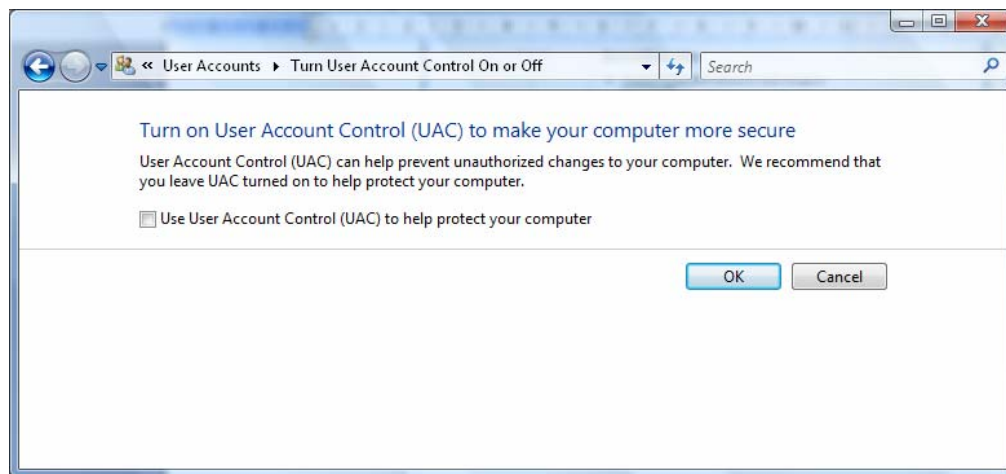 « User Accounts ▸ Turn User Account Control On or Off
Search
Turn on User Account Control (UAC) to make your computer more secure
User Account Control (UAC) can help prevent unauthorized changes to your computer. We recommend that
you leave UAC turned on to help protect your computer.
Use User Account Control (UAC) to help protect your computer
OK
Cancel